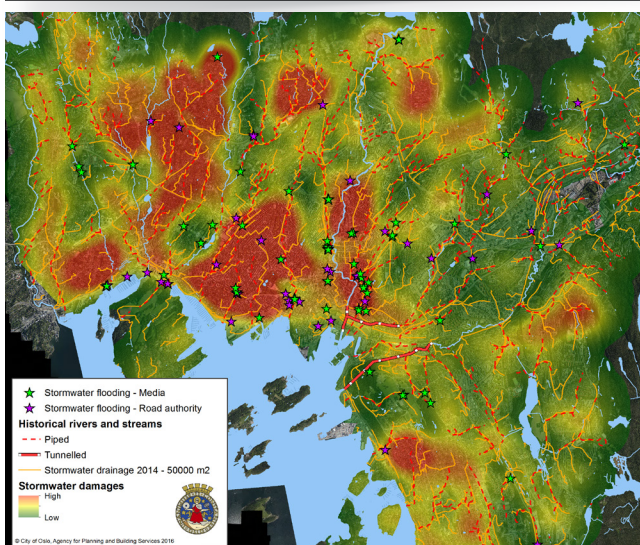 Stormwater flooding - Media
Stormwater flooding - Road authority
Historical rivers and streams
Piped
Tunnelled
Stormwater drainage 2014 - 50000 m2
Stormwater damages
High
Low
© City of Oslo, Agency for Planning and Building Services 2016